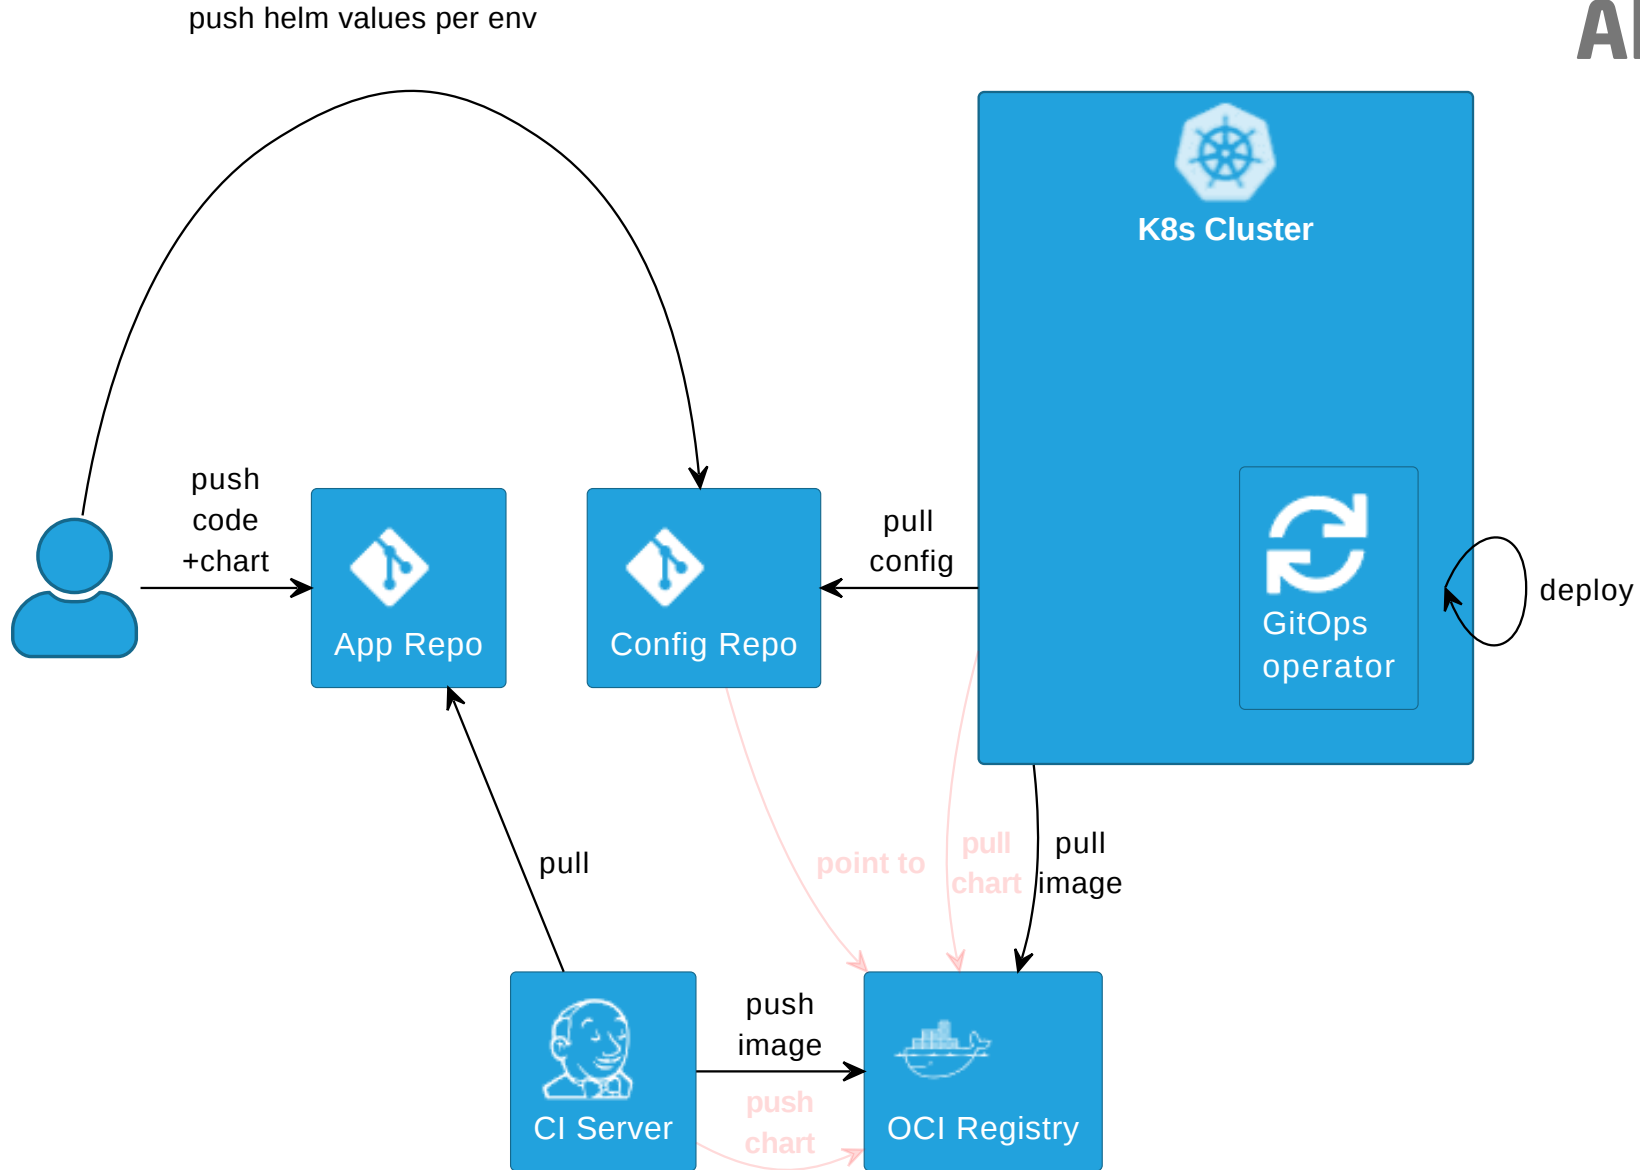 push helm values per env
K8s Cluster
push
code
+chart
App Repo
Config Repo
pull
config
GitOps
operator
deploy
pull
point to
pull
chart
pull
image
CI Server
push
image
push
chart
OCI Registry